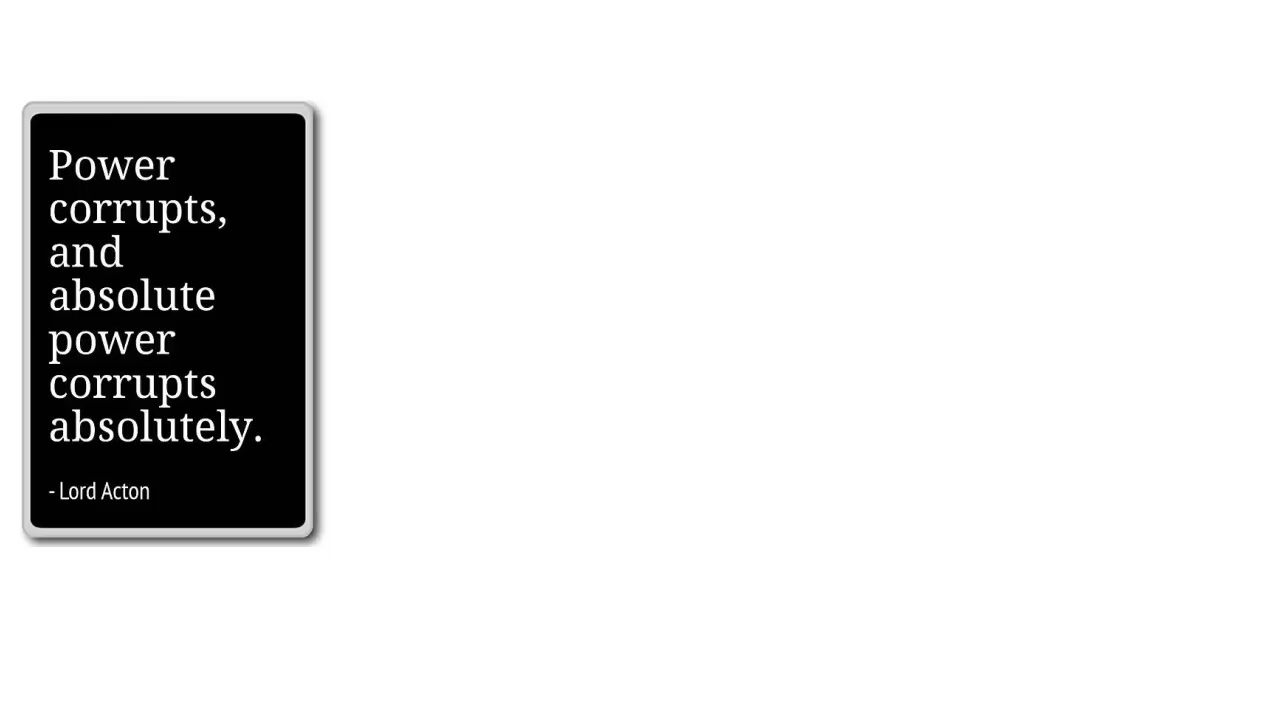 Power
corrupts,
and
absolute
power
corrupts
absolutely.
- Lord Acton